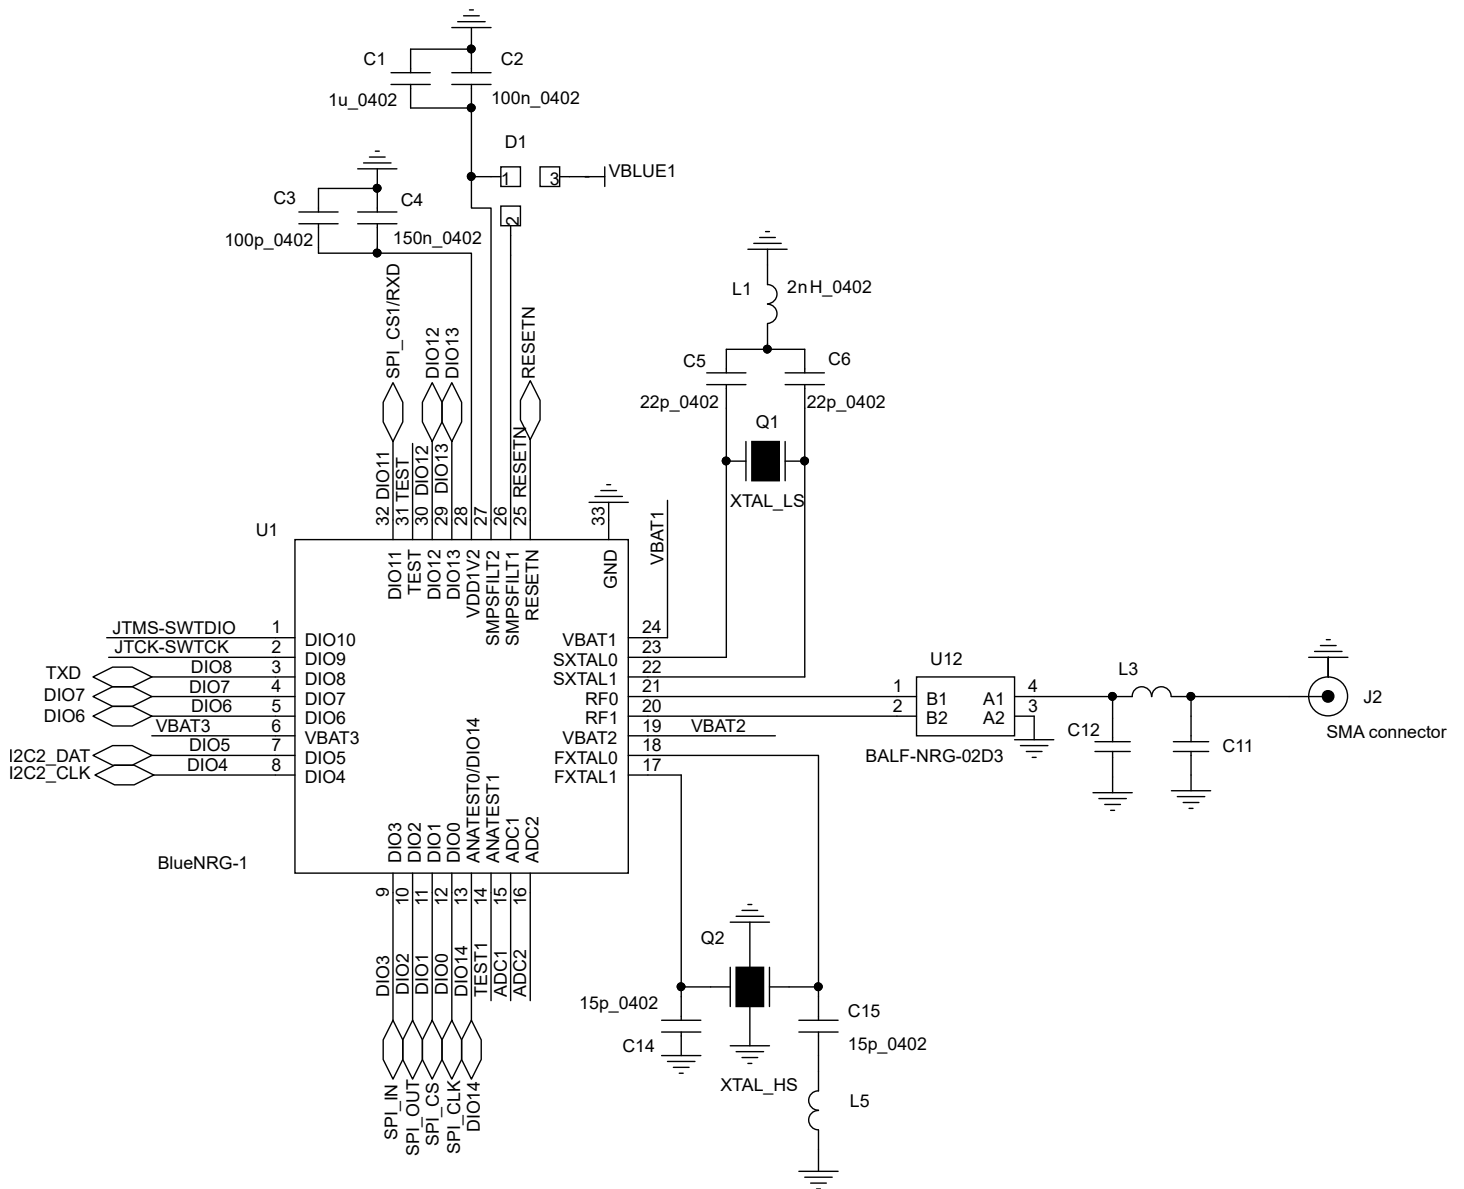 C1
C2
1u_0402
100n_0402
D1
1
3
VBLUE1
2
C3
C4
100p_0402
150n_0402
L1
2nH_0402
C5
C6
22p_0402
22p_0402
Q1
XTAL_LS
SPI_CS1/RXD
DIO12
DIO13
RESETN
DIO11
TEST
DIO12
DIO13
RESETN
32
31
30
29
28
27
26
25
33
VBAT1
U1
DIO11
TEST
DIO12
DIO13
VDD1V2
SMPSFILT2
SMPSFILT1
RESETN
GND
JTMS-SWTDIO
1
DIO10
JTCK-SWTCK
2
DIO9
TXD
DIO8
3
DIO8
DIO7
DIO7
4
DIO7
DIO6
DIO6
5
DIO6
VBAT3
6
VBAT3
I2C2_DAT
DIO5
7
DIO5
I2C2_CLK
DIO4
8
DIO4
VBAT1
24
SXTAL0
23
SXTAL1
22
RF0
21
RF1
20
VBAT2
19
VBAT2
FXTAL0
18
FXTAL1
17
U12
1
B1
A1
4
2
B2
A2
3
BALF-NRG-02D3
L3
C12
C11
J2
SMA connector
DIO3
DIO2
DIO1
DIO0
ANATEST0/DIO14
ANATEST1
ADC1
ADC2
BlueNRG-1
9
10
11
12
13
14
15
16
DIO3
DIO2
DIO1
DIO0
DIO14
TEST1
ADC1
ADC2
SPI_IN
SPI_OUT
SPI_CS
SPI_CLK
DIO14
Q2
15p_0402
C14
XTAL_HS
C15
15p_0402
L5